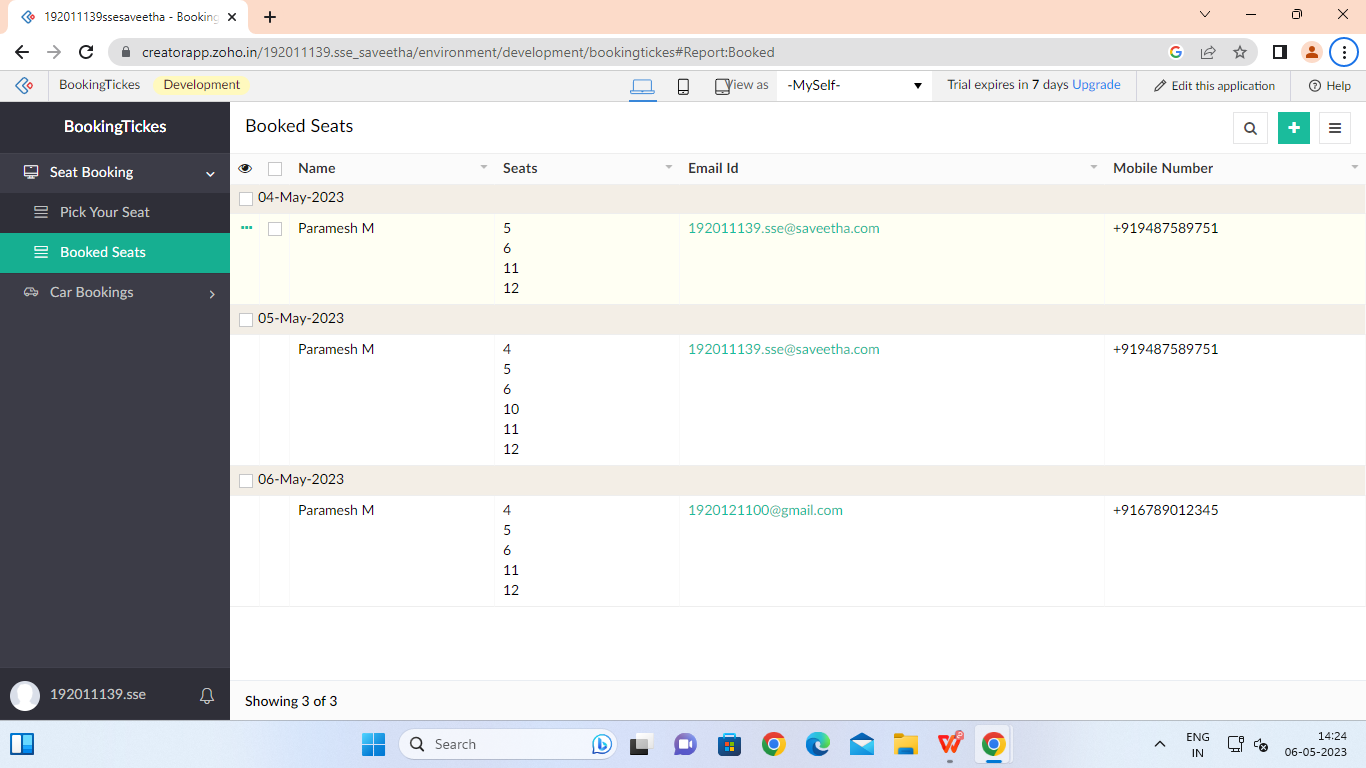 192011139ssesaveetha - Booking
creatorapp.zoho.in/192011139.sse_saveetha/environment/development/bookingtickes#Report:Booked
BookingTickes Development View as -MySelf- Trial expires in 7 days Upgrade Edit this application Help
BookingTickes
Seat Booking
Pick Your Seat
Booked Seats
Car Bookings
192011139.sse
Booked Seats
Name Seats Email Id Mobile Number
04-May-2023
Paramesh M 5 192011139.sse@saveetha.com +919487589751
6
11
12
05-May-2023
Paramesh M 4 192011139.sse@saveetha.com +919487589751
5
6
10
11
12
06-May-2023
Paramesh M 4 1920121100@gmail.com +916789012345
5
6
11
12
Showing 3 of 3
Search
ENG
IN
14:24
06-05-2023